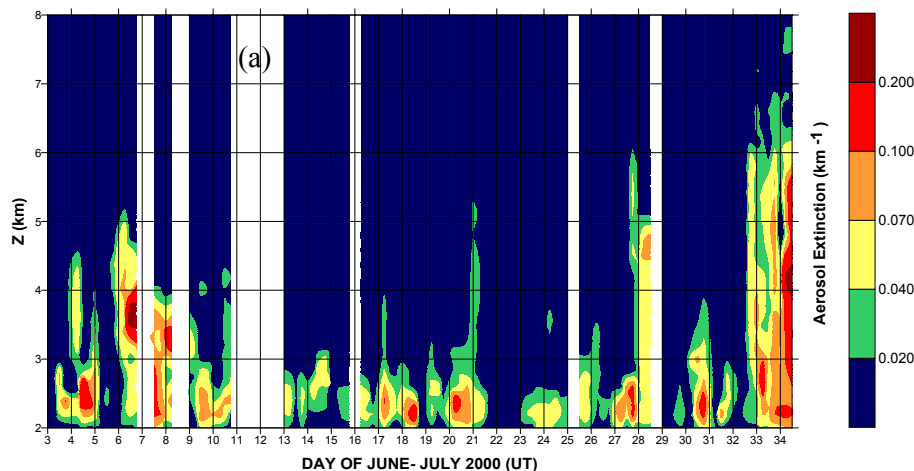 (a)
8
7
6
5
4
3
2
Z (km)
3 4 5 6 7 8 9 10 11 12 13 14 15 16 17 18 19 20 21 22 23 24 25 26 27 28 29 30 31 32 33 34
DAY OF JUNE- JULY 2000 (UT)
0.200
0.100
0.070
0.040
0.020
Aerosol Extinction (km -1)